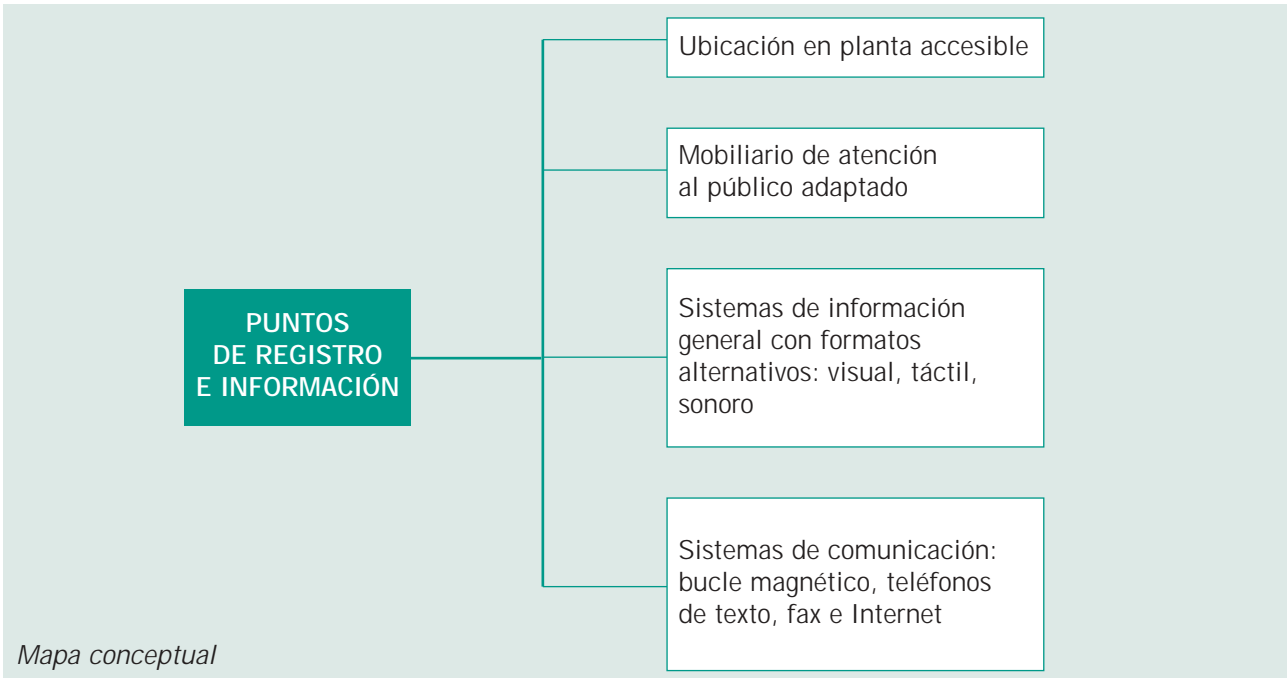 Ubicación en planta accesible
Mobiliario de atención
al público adaptado
PUNTOS
DE REGISTRO
E INFORMACIÓN
Sistemas de información
general con formatos
alternativos: visual, táctil,
sonoro
Sistemas de comunicación:
bucle magnético, teléfonos
de texto, fax e Internet
Mapa conceptual